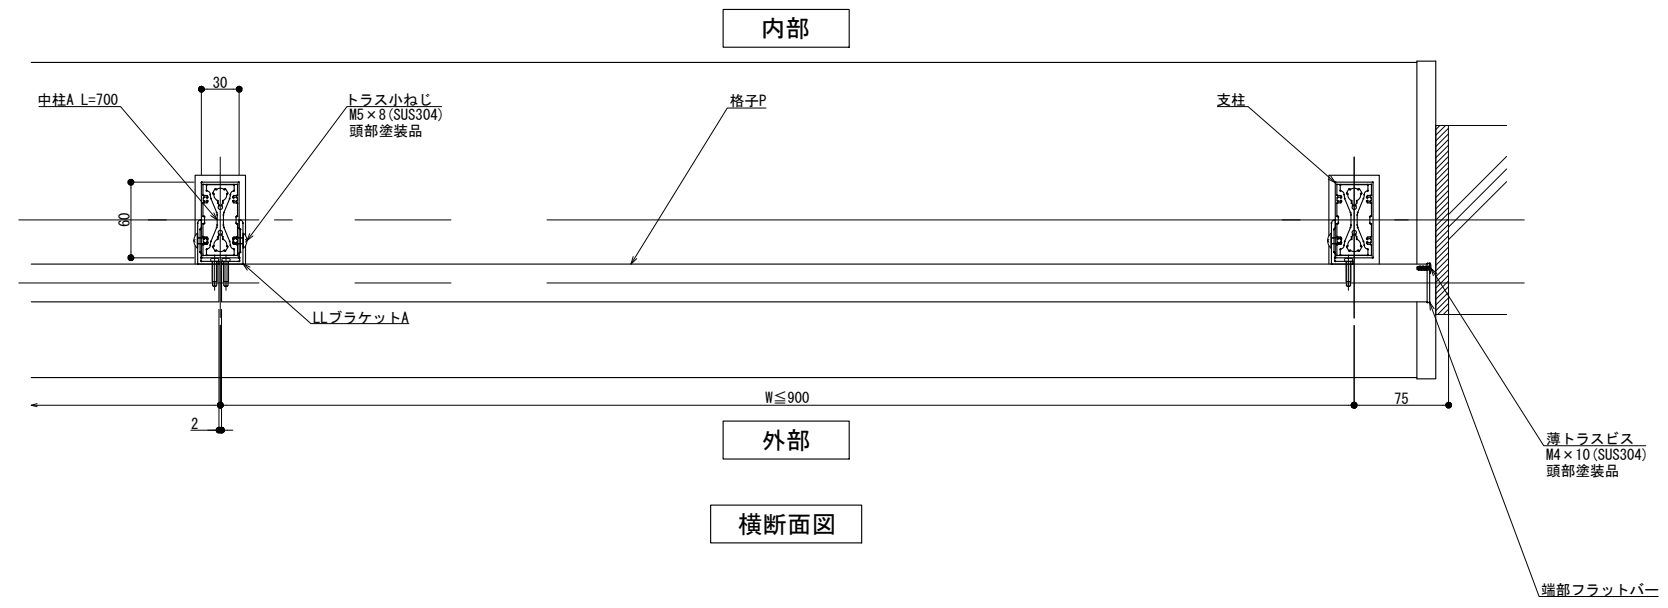 内部
30
中柱A L=700
トラス小ねじ
M5×8(SUS304)
頭部塗装品
格子P
支柱
60
LLブラケットA
W≦900
75
2
外部
薄トラスビス
M4×10(SUS304)
頭部塗装品
横断面図
端部フラットバー